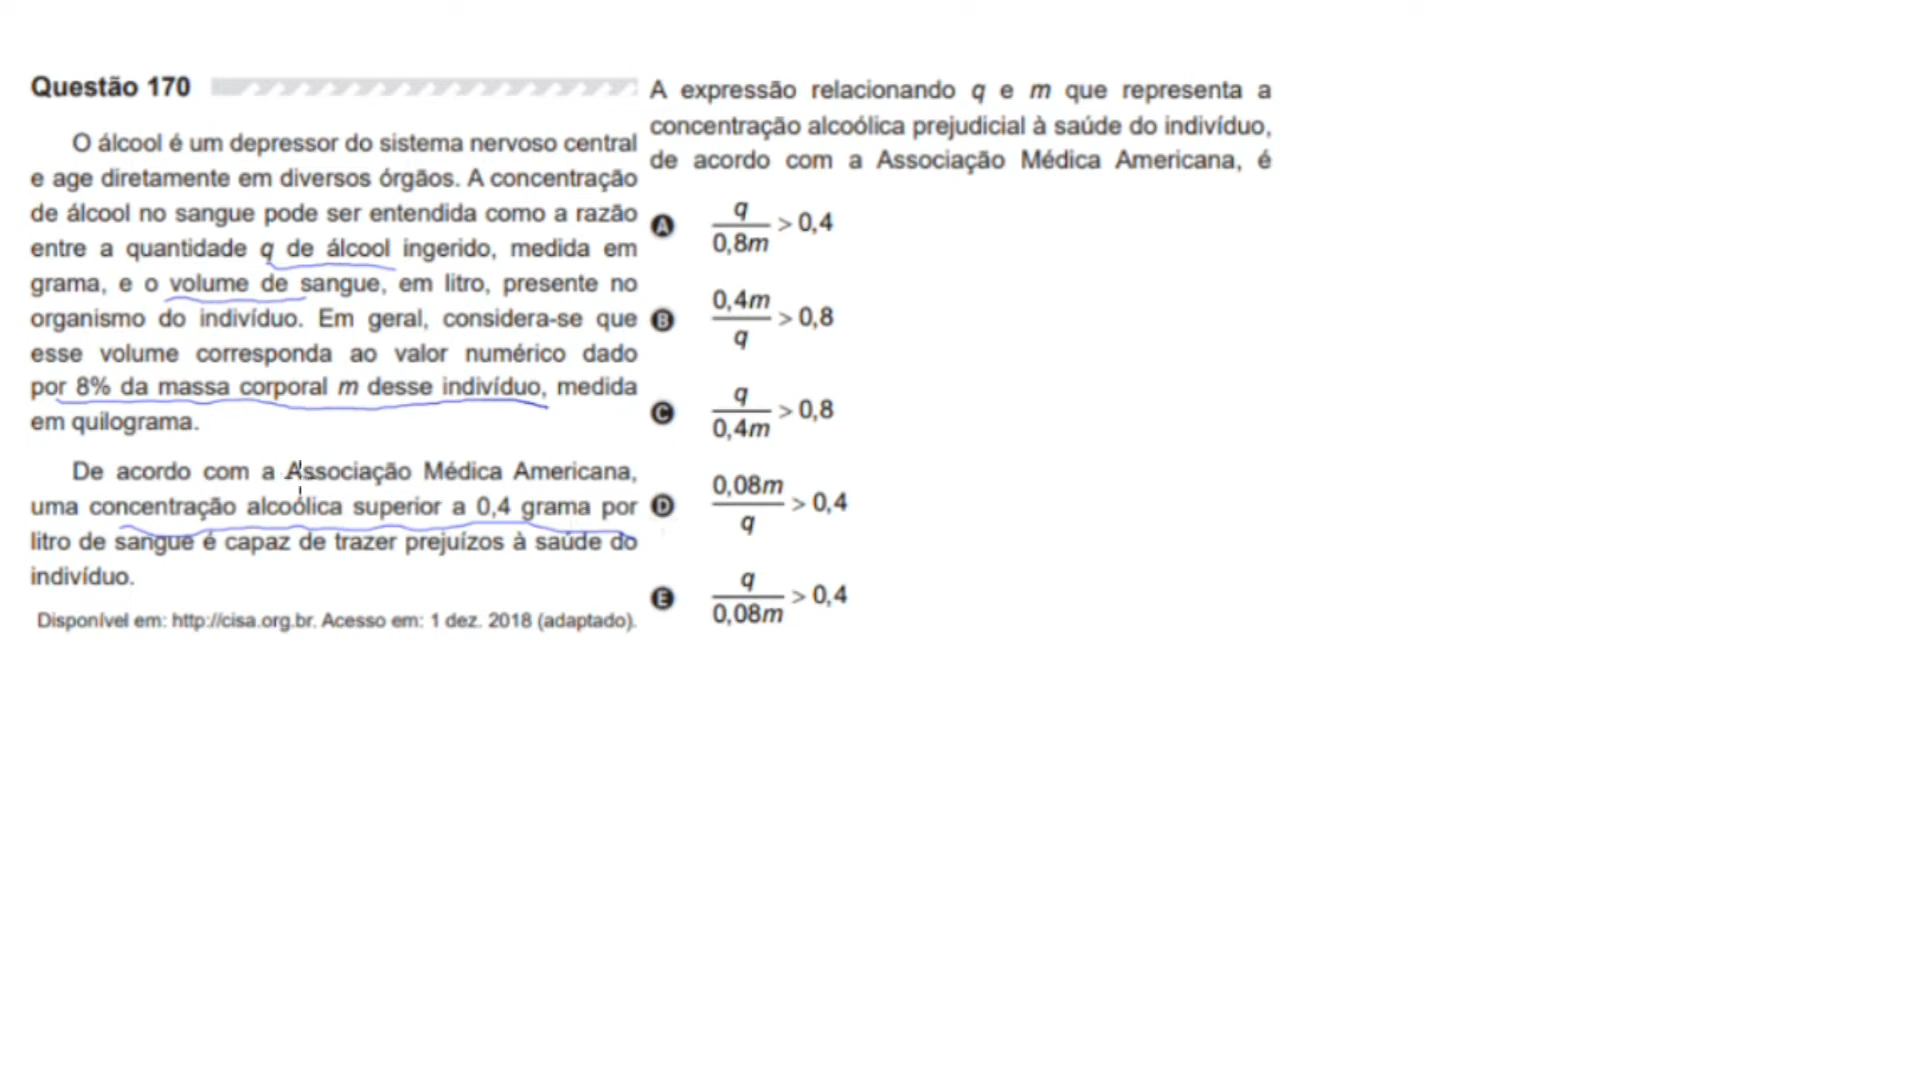 Questão 170
O álcool é um depressor do sistema nervoso central
e age diretamente em diversos órgãos. A concentração
de álcool no sangue pode ser entendida como a razão
entre a quantidade q de álcool ingerido, medida em
grama, e o volume de sangue, em litro, presente no
organismo do indivíduo. Em geral, considera-se que
esse volume corresponda ao valor numérico dado
por 8% da massa corporal m desse indivíduo, medida
em quilograma.
De acordo com a Associação Médica Americana,
uma concentração alcoólica superior a 0,4 grama por
litro de sangue é capaz de trazer prejuízos à saúde do
indivíduo.
Disponível em: http://cisa.org.br. Acesso em: 1 dez. 2018 (adaptado).
A expressão relacionando q e m que representa a
concentração alcoólica prejudicial à saúde do indivíduo,
de acordo com a Associação Médica Americana, é
A q/0,8m > 0,4
B 0,4m/q > 0,8
C q/0,4m > 0,8
D 0,08m/q > 0,4
E q/0,08m > 0,4